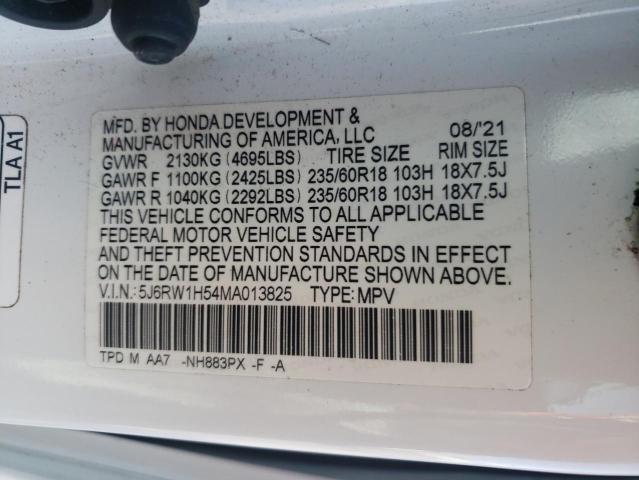 MFD. BY HONDA DEVELOPMENT &
MANUFACTURING OF AMERICA, LLC 08/'21
GVWR 2130KG (4695LBS) TIRE SIZE RIM SIZE
GAWR F 1100KG (2425LBS) 235/60R18 103H 18X7.5J
GAWR R 1040KG (2292LBS) 235/60R18 103H 18X7.5J
THIS VEHICLE CONFORMS TO ALL APPLICABLE
FEDERAL MOTOR VEHICLE SAFETY
AND THEFT PREVENTION STANDARDS IN EFFECT
ON THE DATE OF MANUFACTURE SHOWN ABOVE.
V.I.N.: 5J6RW1H54MA013825 TYPE: MPV
TPD M AA7 -NH883PX -F -A
TLA A1